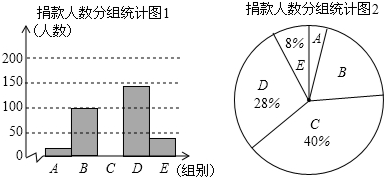 捐款人数分组统计图1
(人数)
200
150
100
50
0
A B C D E (组别)
捐款人数分组统计图2
8%
E
A
B
D
28%
C
40%